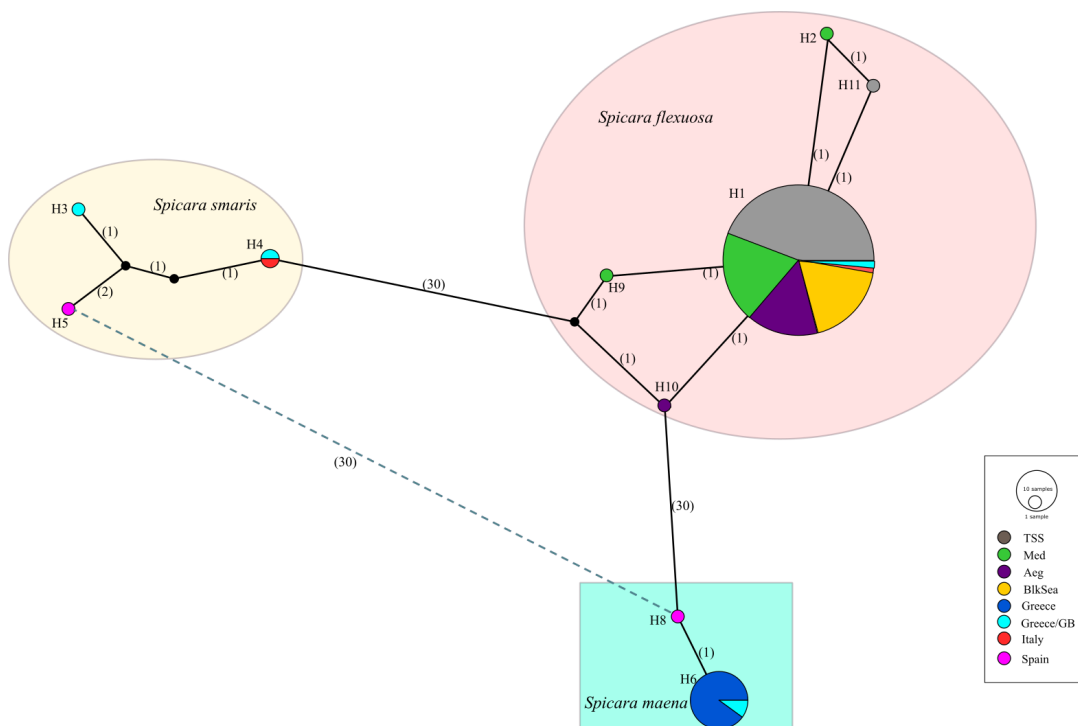 H2
(1)
H11
Spicara flexuosa
(1)
(1)
H1
Spicara smaris
H3
(1)
H4
(1)
(1)
(2)
H5
(30)
(1)
H9
(1)
(1)
(1)
H10
(30)
(30)
10 samples
1 sample
TSS
Med
Aeg
BlkSea
Greece
Greece/GB
Italy
Spain
H8
(1)
H6
Spicara maena